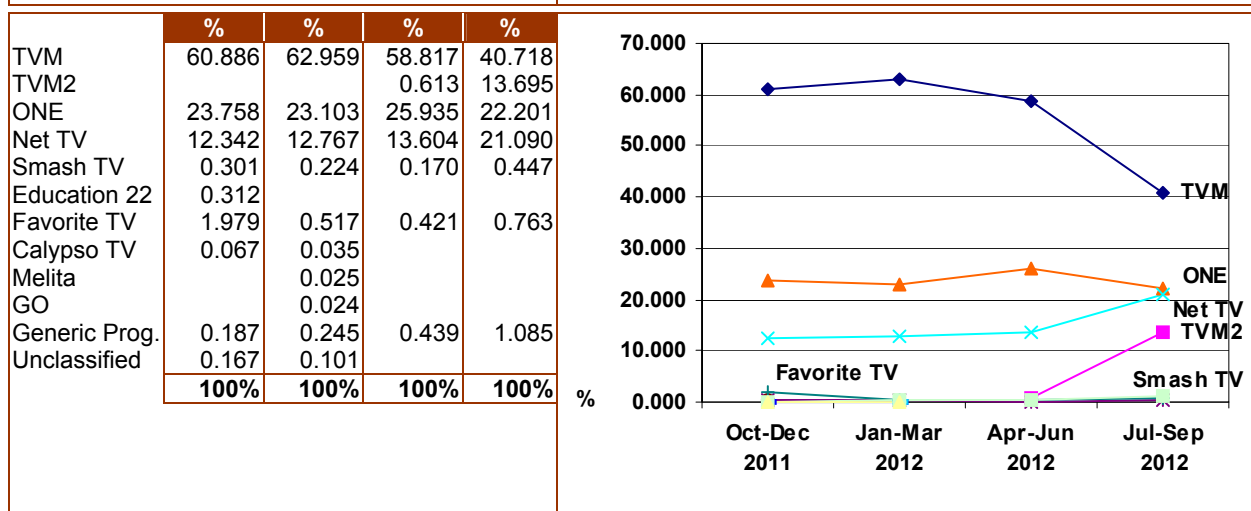 % % % %
TVM 60.886 62.959 58.817 40.718
TVM2 0.613 13.695
ONE 23.758 23.103 25.935 22.201
Net TV 12.342 12.767 13.604 21.090
Smash TV 0.301 0.224 0.170 0.447
Education 22 0.312
Favorite TV 1.979 0.517 0.421 0.763
Calypso TV 0.067 0.035
Melita 0.025
GO 0.024
Generic Prog. 0.187 0.245 0.439 1.085
Unclassified 0.167 0.101
100% 100% 100% 100%
70.000
60.000
50.000
40.000
30.000
20.000
10.000
0.000
%
TVM
ONE
Net TV
TVM2
Favorite TV
Smash TV
Oct-Dec Jan-Mar Apr-Jun Jul-Sep
2011 2012 2012 2012